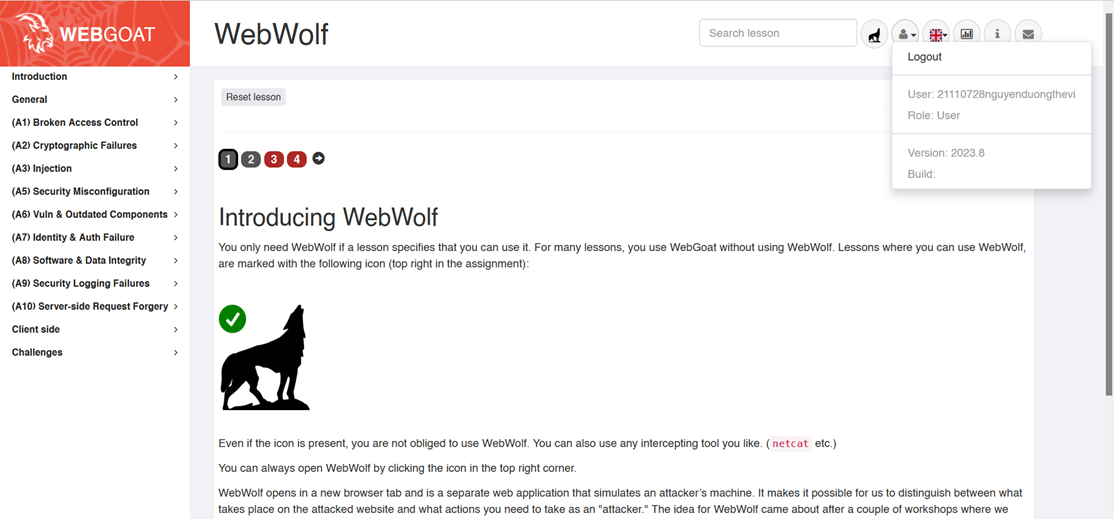 WEBGOAT
WebWolf
Search lesson
Logout
User: 21110728nguyenduongthevi
Role: User
Version: 2023.8
Build:
Introduction
General
(A1) Broken Access Control
(A2) Cryptographic Failures
(A3) Injection
(A5) Security Misconfiguration
(A6) Vuln & Outdated Components
(A7) Identity & Auth Failure
(A8) Software & Data Integrity
(A9) Security Logging Failures
(A10) Server-side Request Forgery
Client side
Challenges
Reset lesson
1 2 3 4
Introducing WebWolf
You only need WebWolf if a lesson specifies that you can use it. For many lessons, you use WebGoat without using WebWolf. Lessons where you can use WebWolf,
are marked with the following icon (top right in the assignment):
Even if the icon is present, you are not obliged to use WebWolf. You can also use any intercepting tool you like. ( netcat etc.)
You can always open WebWolf by clicking the icon in the top right corner.
WebWolf opens in a new browser tab and is a separate web application that simulates an attacker’s machine. It makes it possible for us to distinguish between what
takes place on the attacked website and what actions you need to take as an "attacker." The idea for WebWolf came about after a couple of workshops where we